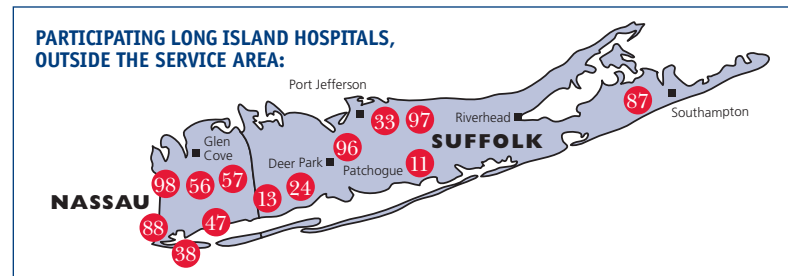 PARTICIPATING LONG ISLAND HOSPITALS,
OUTSIDE THE SERVICE AREA:
Port Jefferson
33
97
Riverhead
87
Southampton
SUFFOLK
Glen
Cove
96
Deer Park
Patchogue
11
98
56
57
13
24
NASSAU
88
47
38